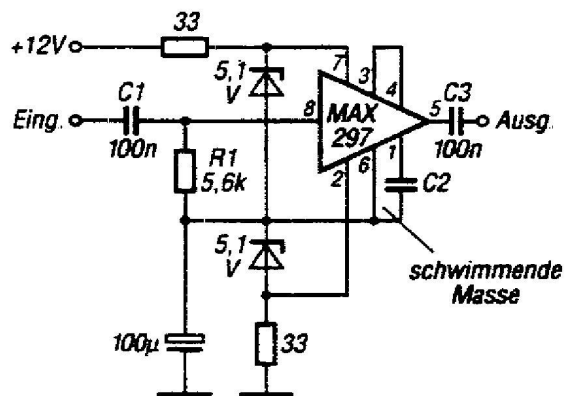 33
+12V
5,1
V
7
3
4
C1
Eing.
100n
8
MAX
297
5
C3
Ausg.
100n
R1
5,6k
2
6
1
C2
5,1
V
schwimmende
Masse
100µ
33